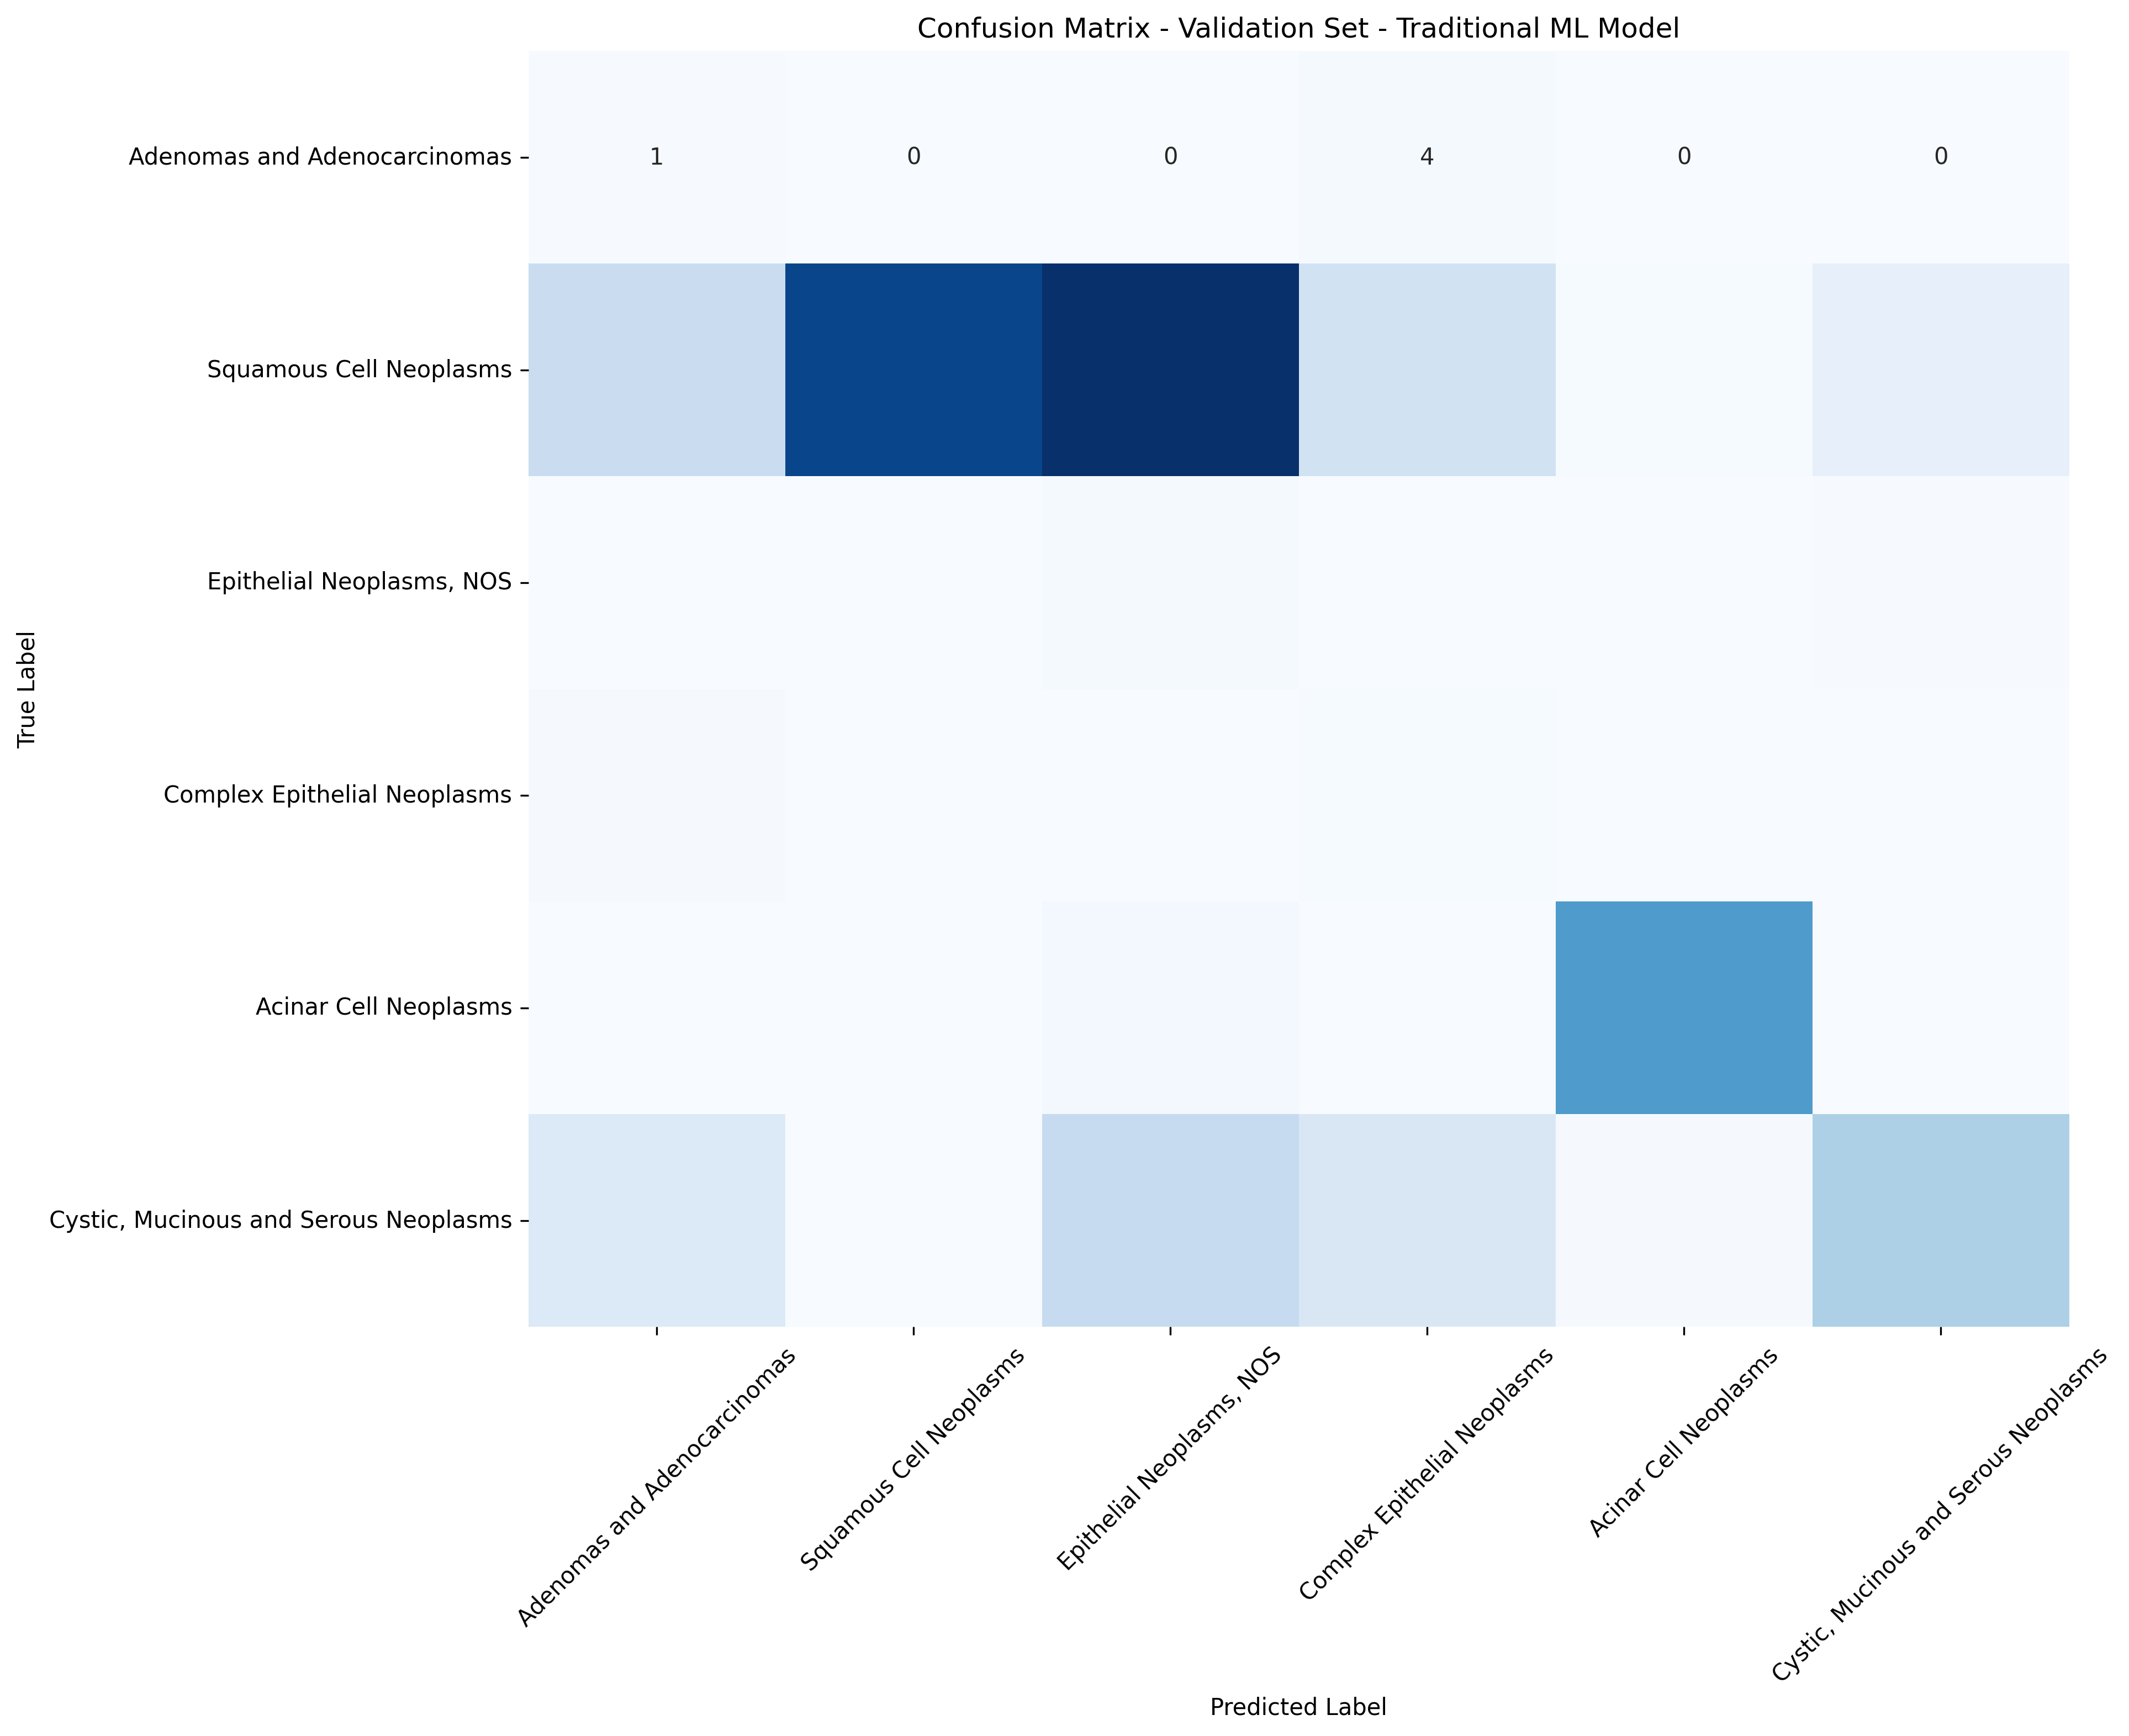 Confusion Matrix - Validation Set - Traditional ML Model
True Label
Adenomas and Adenocarcinomas
1 0 0 4 0 0
Squamous Cell Neoplasms
Epithelial Neoplasms, NOS
Complex Epithelial Neoplasms
Acinar Cell Neoplasms
Cystic, Mucinous and Serous Neoplasms
Adenomas and Adenocarcinomas
Squamous Cell Neoplasms
Epithelial Neoplasms, NOS
Complex Epithelial Neoplasms
Acinar Cell Neoplasms
Cystic, Mucinous and Serous Neoplasms
Predicted Label